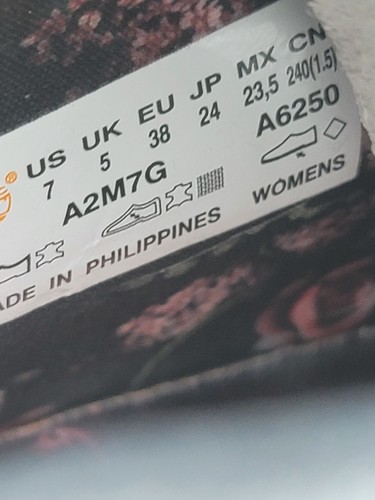 US UK EU JP MX CN
7 5 38 24 23,5 240(1.5)
A2M7G A6250
WOMENS
MADE IN PHILIPPINES